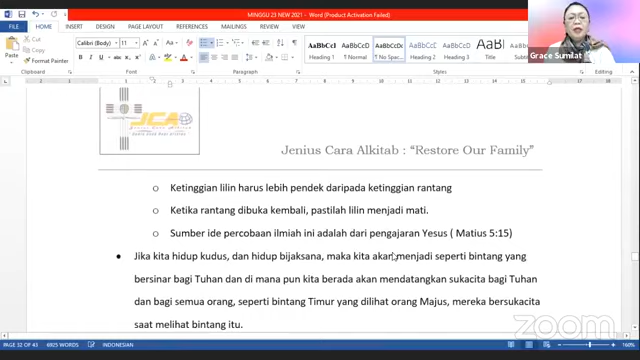 MINGGU 23 NEW 2021 - Word (Product Activation Failed)
FILE HOME INSERT DESIGN PAGE LAYOUT REFERENCES MAILINGS REVIEW VIEW
Paste
Cut
Copy
Format Painter
Clipboard
Calibri (Body) 11
Font
Paragraph
AaBbCcI AaBbCcDc AaBbCcDc AaBbCcD AaBbCcD AaBl AaBbCcD
Heading 1 ¶ Normal ¶ No Spac... Heading 2 Heading 3 Title
Styles
Editing
Grace Sumilat
JCA
Jenius Cara Alkitab : “Restore Our Family”
o Ketinggian lilin harus lebih pendek daripada ketinggian rantang
o Ketika rantang dibuka kembali, pastilah lilin menjadi mati.
o Sumber ide percobaan ilmiah ini adalah dari pengajaran Yesus ( Matius 5:15)
• Jika kita hidup kudus, dan hidup bijaksana, maka kita akan menjadi seperti bintang yang
bersinar bagi Tuhan dan di mana pun kita berada akan mendatangkan sukacita bagi Tuhan
dan bagi semua orang, seperti bintang Timur yang dilihat orang Majus, mereka bersukacita
saat melihat bintang itu.
zoom
PAGE 32 OF 43 6925 WORDS INDONESIAN 160%